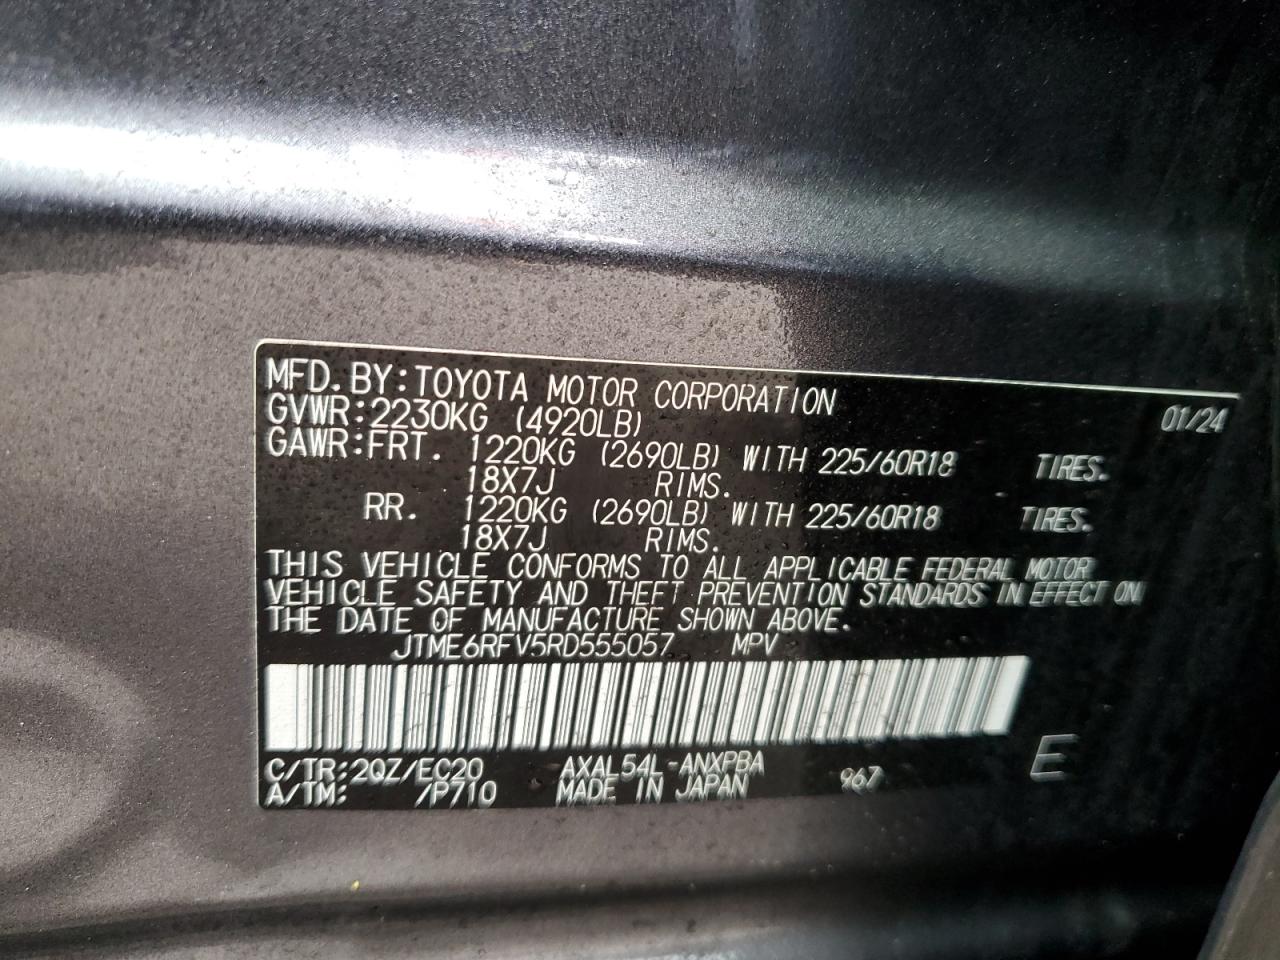 MFD. BY: TOYOTA MOTOR CORPORATION 01/24
GVWR: 2230KG (4920LB)
GAWR: FRT. 1220KG (2690LB) WITH 225/60R18 TIRES.
18X7J RIMS.
RR. 1220KG (2690LB) WITH 225/60R18 TIRES.
18X7J RIMS.
THIS VEHICLE CONFORMS TO ALL APPLICABLE FEDERAL MOTOR
VEHICLE SAFETY AND THEFT PREVENTION STANDARDS IN EFFECT ON
THE DATE OF MANUFACTURE SHOWN ABOVE.
JTME6RFV5RD555057 MPV
C/TR: 2QZ/EC20 AXAL54L-ANXPBA 967 E
A/TM: /P710 MADE IN JAPAN